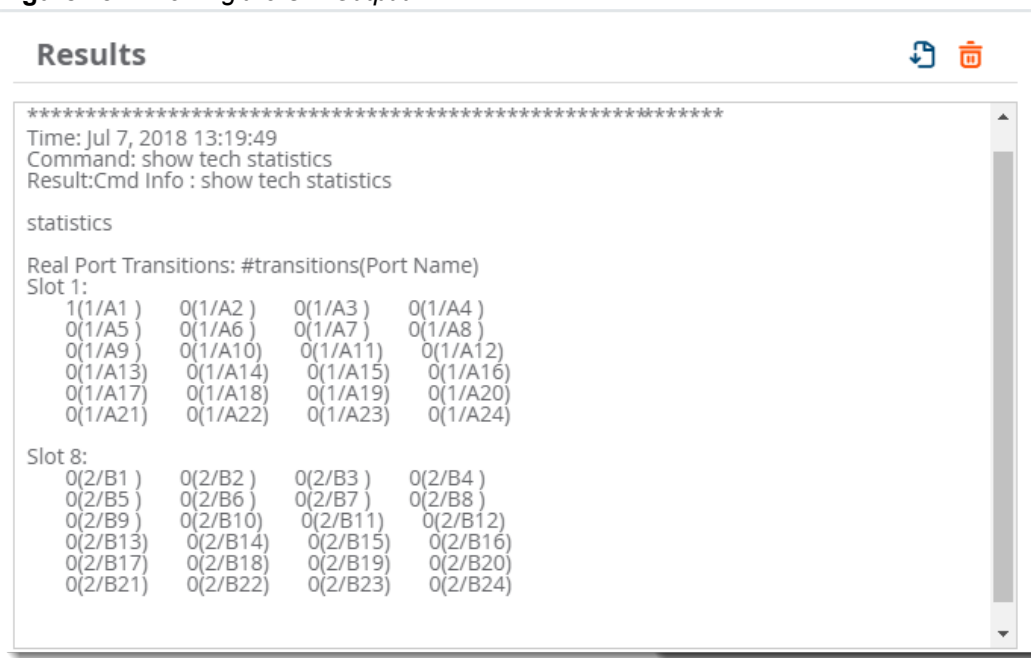 Results
************************************************************
Time: Jul 7, 2018 13:19:49
Command: show tech statistics
Result:Cmd Info : show tech statistics
statistics
Real Port Transitions: #transitions(Port Name)
Slot 1:
1(1/A1 ) 0(1/A2 ) 0(1/A3 ) 0(1/A4 )
0(1/A5 ) 0(1/A6 ) 0(1/A7 ) 0(1/A8 )
0(1/A9 ) 0(1/A10) 0(1/A11) 0(1/A12)
0(1/A13) 0(1/A14) 0(1/A15) 0(1/A16)
0(1/A17) 0(1/A18) 0(1/A19) 0(1/A20)
0(1/A21) 0(1/A22) 0(1/A23) 0(1/A24)
Slot 8:
0(2/B1 ) 0(2/B2 ) 0(2/B3 ) 0(2/B4 )
0(2/B5 ) 0(2/B6 ) 0(2/B7 ) 0(2/B8 )
0(2/B9 ) 0(2/B10) 0(2/B11) 0(2/B12)
0(2/B13) 0(2/B14) 0(2/B15) 0(2/B16)
0(2/B17) 0(2/B18) 0(2/B19) 0(2/B20)
0(2/B21) 0(2/B22) 0(2/B23) 0(2/B24)